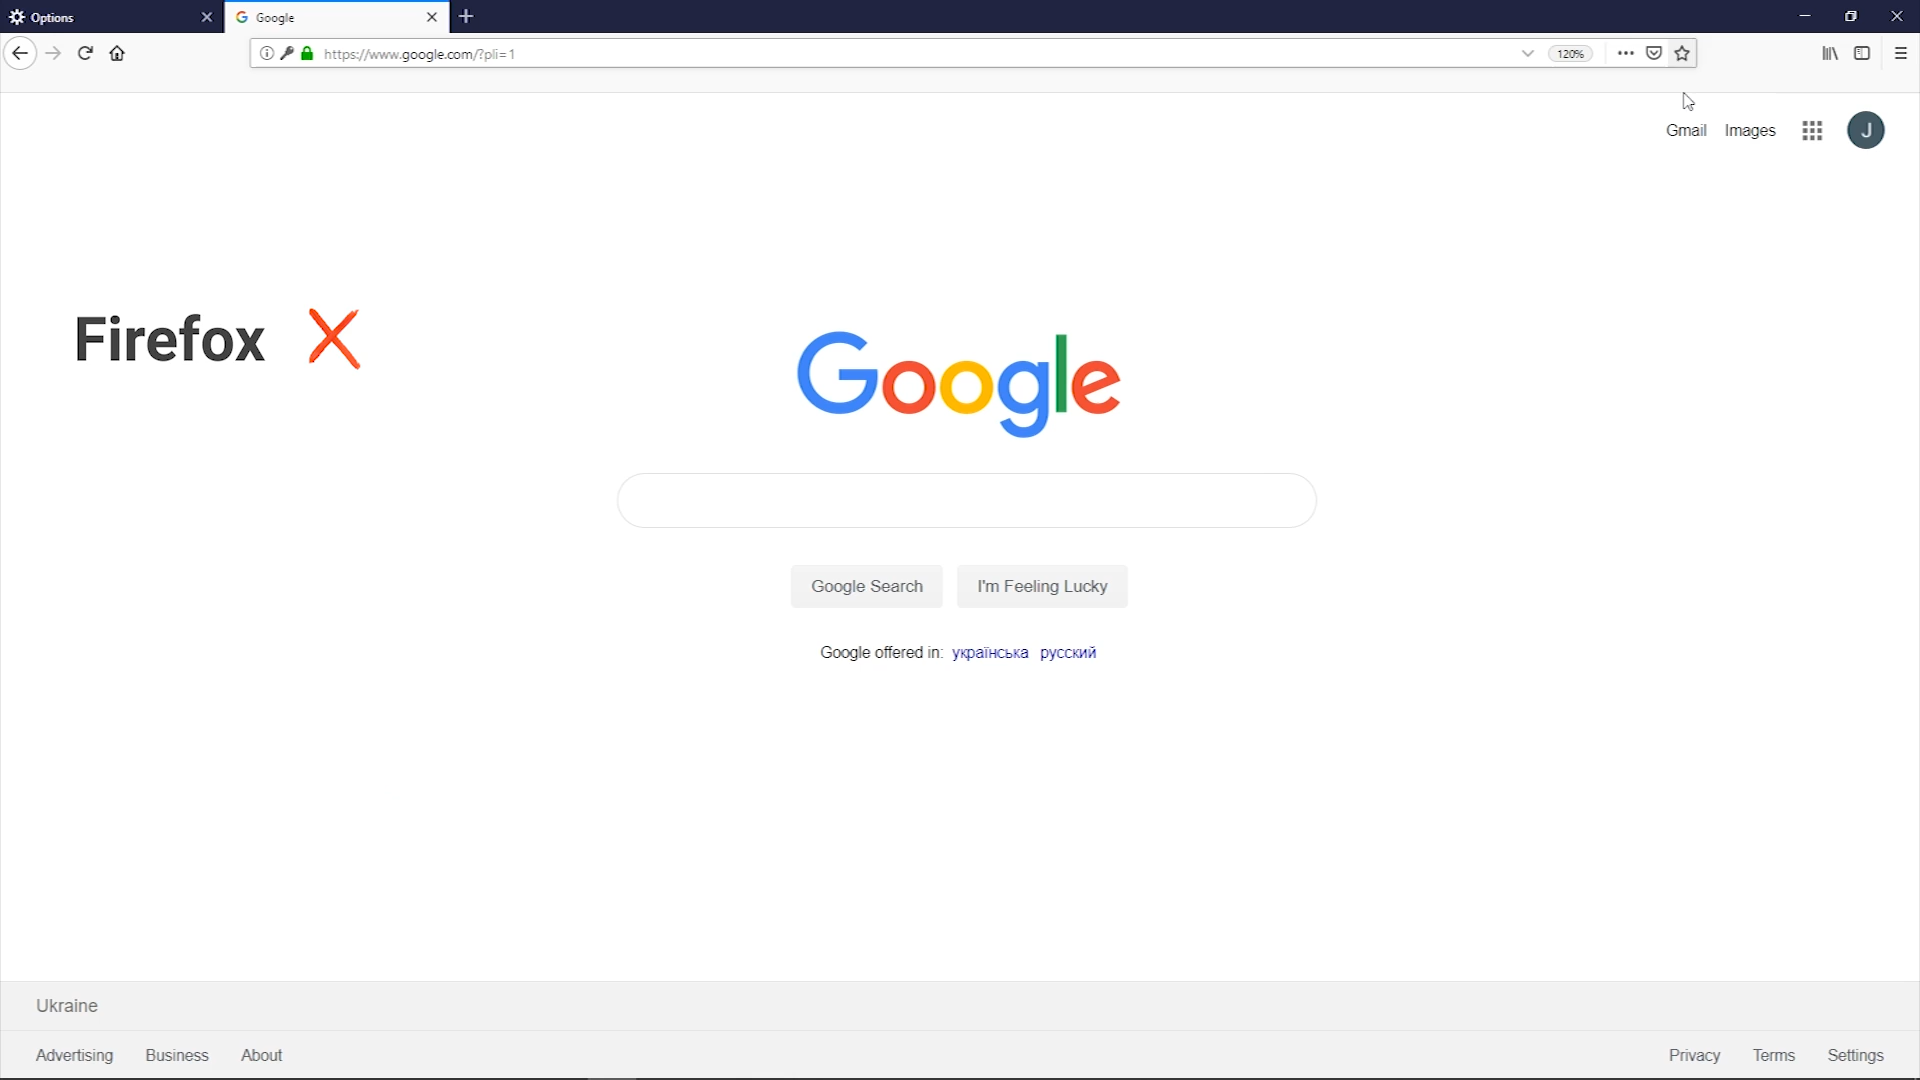 Options
Google
https://www.google.com/?pli=1
120%
Gmail Images
J
Firefox
Google
Google Search I'm Feeling Lucky
Google offered in: українська русский
Ukraine
Advertising Business About
Privacy Terms Settings